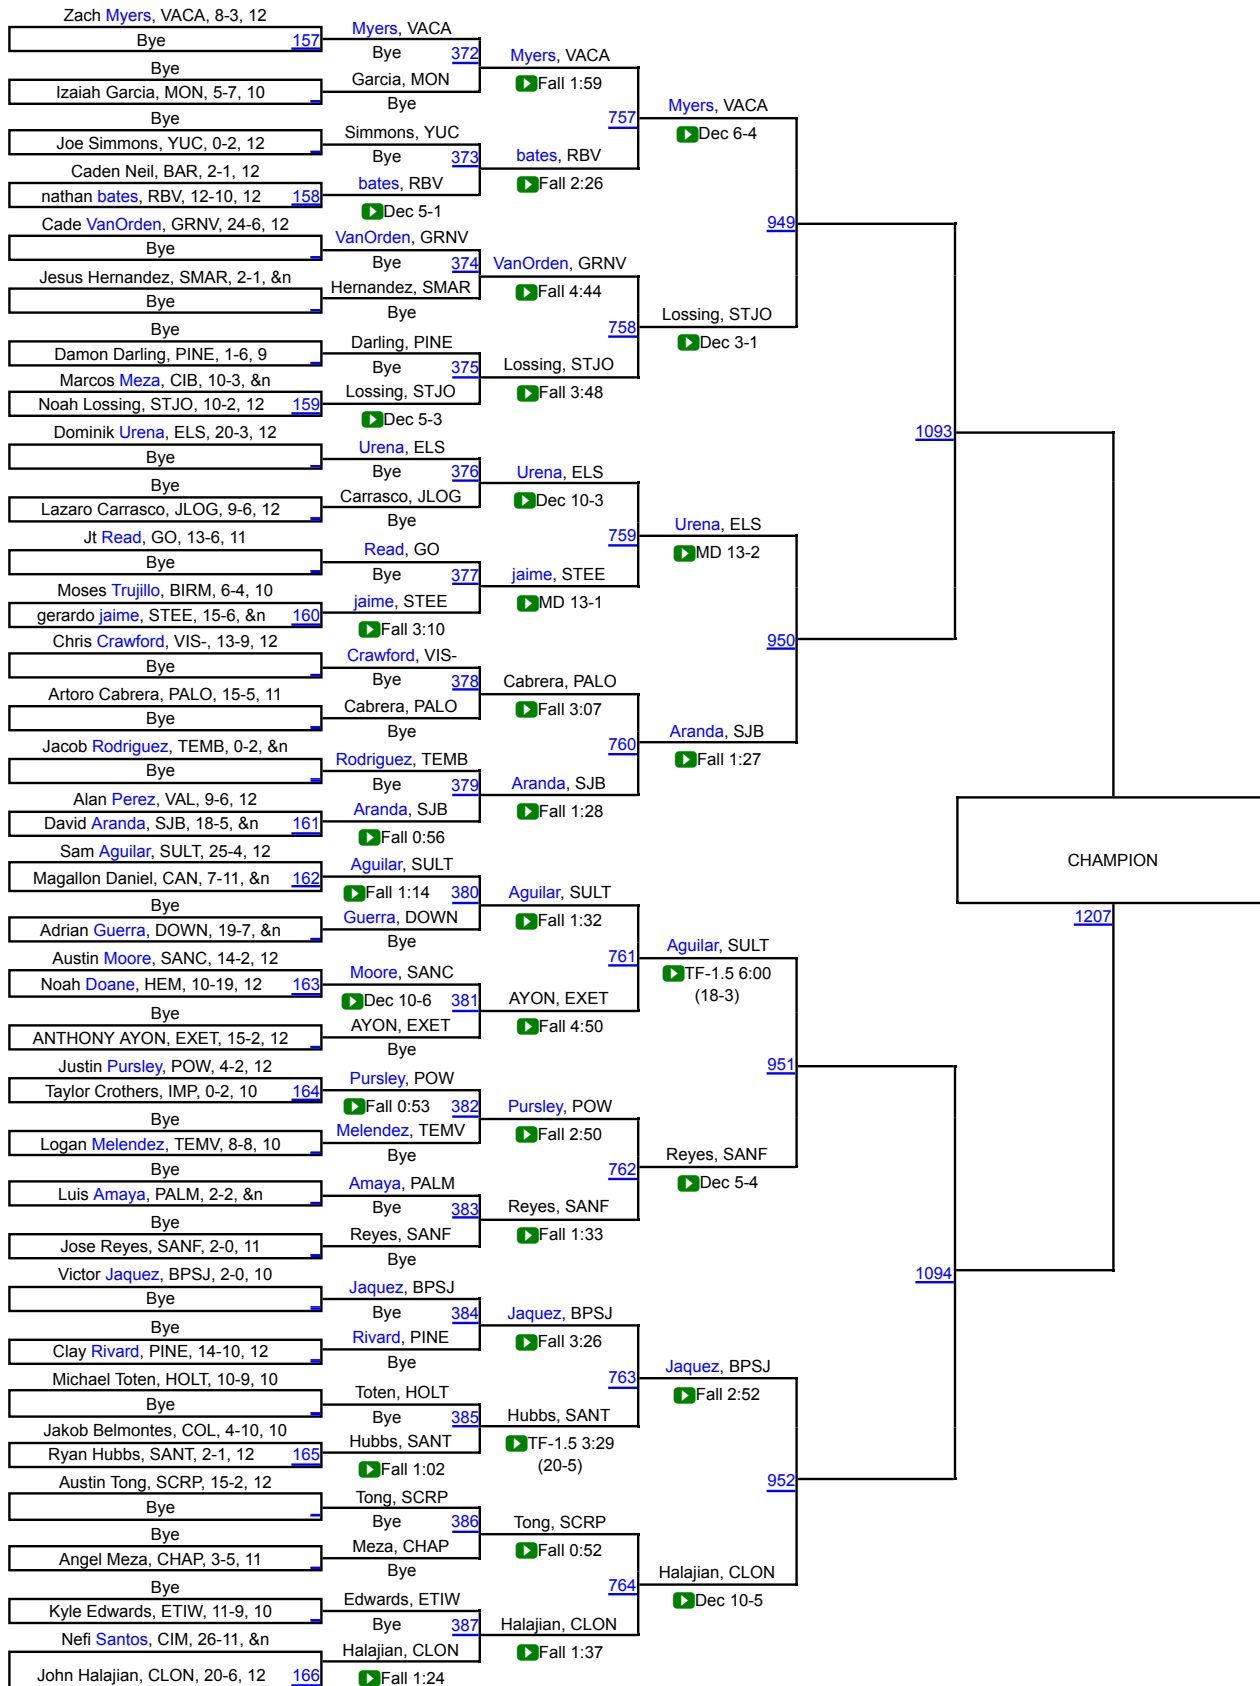 Zach Myers, VACA, 8-3, 12
Bye 157
Bye
Izaiah Garcia, MON, 5-7, 10
Bye
Joe Simmons, YUC, 0-2, 12
Caden Neil, BAR, 2-1, 12
nathan bates, RBV, 12-10, 12 158
Cade VanOrden, GRNV, 24-6, 12
Bye
Jesus Hernandez, SMAR, 2-1, &n
Bye
Bye
Damon Darling, PINE, 1-6, 9
Marcos Meza, CIB, 10-3, &n
Noah Lossing, STJO, 10-2, 12 159
Dominik Urena, ELS, 20-3, 12
Bye
Bye
Lazaro Carrasco, JLOG, 9-6, 12
Jt Read, GO, 13-6, 11
Bye
Moses Trujillo, BIRM, 6-4, 10
gerardo jaime, STEE, 15-6, &n 160
Chris Crawford, VIS-, 13-9, 12
Bye
Artoro Cabrera, PALO, 15-5, 11
Bye
Jacob Rodriguez, TEMB, 0-2, &n
Bye
Alan Perez, VAL, 9-6, 12
David Aranda, SJB, 18-5, &n 161
Sam Aguilar, SULT, 25-4, 12
Magallon Daniel, CAN, 7-11, &n 162
Bye
Adrian Guerra, DOWN, 19-7, &n
Austin Moore, SANC, 14-2, 12
Noah Doane, HEM, 10-19, 12 163
Bye
ANTHONY AYON, EXET, 15-2, 12
Justin Pursley, POW, 4-2, 12
Taylor Crothers, IMP, 0-2, 10 164
Bye
Logan Melendez, TEMV, 8-8, 10
Bye
Luis Amaya, PALM, 2-2, &n
Bye
Jose Reyes, SANF, 2-0, 11
Victor Jaquez, BPSJ, 2-0, 10
Bye
Bye
Clay Rivard, PINE, 14-10, 12
Michael Toten, HOLT, 10-9, 10
Bye
Jakob Belmontes, COL, 4-10, 10
Ryan Hubbs, SANT, 2-1, 12 165
Austin Tong, SCRP, 15-2, 12
Bye
Bye
Angel Meza, CHAP, 3-5, 11
Bye
Kyle Edwards, ETIW, 11-9, 10
Nefi Santos, CIM, 26-11, &n
John Halajian, CLON, 20-6, 12 166
Myers, VACA
Bye 372
Garcia, MON
Bye
Simmons, YUC
Bye 373
bates, RBV
Dec 5-1
VanOrden, GRNV
Bye 374
Hernandez, SMAR
Bye
Darling, PINE
Bye 375
Lossing, STJO
Dec 5-3
Urena, ELS
Bye 376
Carrasco, JLOG
Bye
Read, GO
Bye 377
jaime, STEE
Fall 3:10
Crawford, VIS-
Bye 378
Cabrera, PALO
Bye
Rodriguez, TEMB
Bye 379
Aranda, SJB
Fall 0:56
Aguilar, SULT
Fall 1:14 380
Guerra, DOWN
Bye
Moore, SANC
Dec 10-6 381
AYON, EXET
Bye
Pursley, POW
Fall 0:53 382
Melendez, TEMV
Bye
Amaya, PALM
Bye 383
Reyes, SANF
Bye
Jaquez, BPSJ
Bye 384
Rivard, PINE
Bye
Toten, HOLT
Bye 385
Hubbs, SANT
Fall 1:02
Tong, SCRP
Bye 386
Meza, CHAP
Bye
Edwards, ETIW
Bye 387
Halajian, CLON
Fall 1:24
Myers, VACA
Fall 1:59
757
bates, RBV
Fall 2:26
VanOrden, GRNV
Fall 4:44
758
Lossing, STJO
Fall 3:48
Urena, ELS
Dec 10-3
759
jaime, STEE
MD 13-1
Cabrera, PALO
Fall 3:07
760
Aranda, SJB
Fall 1:28
Aguilar, SULT
Fall 1:32
761
AYON, EXET
Fall 4:50
Pursley, POW
Fall 2:50
762
Reyes, SANF
Fall 1:33
Jaquez, BPSJ
Fall 3:26
763
Hubbs, SANT
TF-1.5 3:29
(20-5)
Tong, SCRP
Fall 0:52
764
Halajian, CLON
Fall 1:37
Myers, VACA
Dec 6-4
949
Lossing, STJO
Dec 3-1
Urena, ELS
MD 13-2
950
Aranda, SJB
Fall 1:27
Aguilar, SULT
TF-1.5 6:00
(18-3)
951
Reyes, SANF
Dec 5-4
Jaquez, BPSJ
Fall 2:52
952
Halajian, CLON
Dec 10-5
1093
1094
CHAMPION
1207